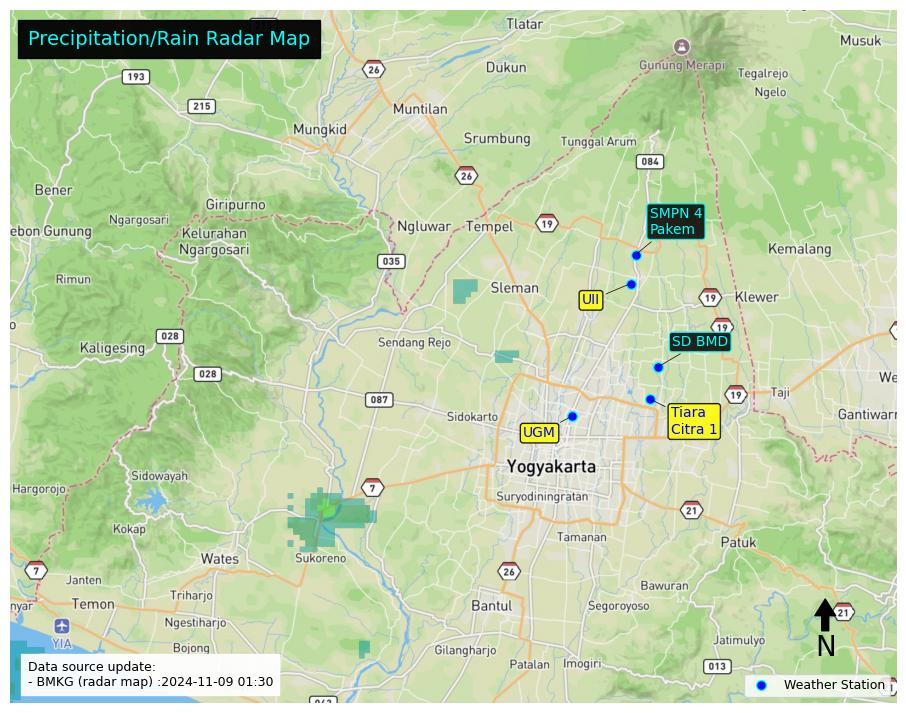 Precipitation/Rain Radar Map
Tlatar
Musuk
26
193
Dukun
Gunung Merapi
Tegalrejo
Ngelo
215
Muntilan
Mungkid
Srumbung
Tunggal Arum
084
26
Bener
Giripurno
Ngargosari
ebon Gunung
Kelurahan
Ngargosari
Ngluwar
Tempel
19
SMPN 4
Pakem
Kemalang
035
Rimun
Sleman
UII
19
Klewer
19
028
Kaligesing
Sendang Rejo
SD BMD
028
We
087
19
Taji
Sidokarto
Tiara
Citra 1
Gantiwarn
UGM
Yogyakarta
Sidowayah
Hargorojo
7
Suryodiningratan
21
Kokap
Tamanan
Patuk
Wates
Sukoreno
7
26
Janten
Bawuran
Triharjo
Temon
nyar
Bantul
Segoroyoso
21
Ngestiharjo
YIA
Bojong
Gilangharjo
Jatimulyo
N
Patalan
Imogiri
013
Data source update:
- BMKG (radar map) :2024-11-09 01:30
Weather Station